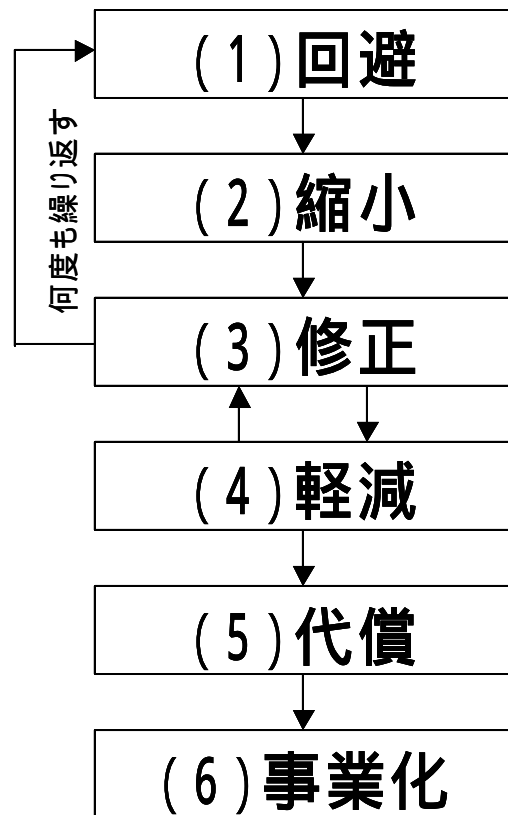 (1)回避
何度も繰り返す
(2)縮小
(3)修正
(4)軽減
(5)代償
(6)事業化